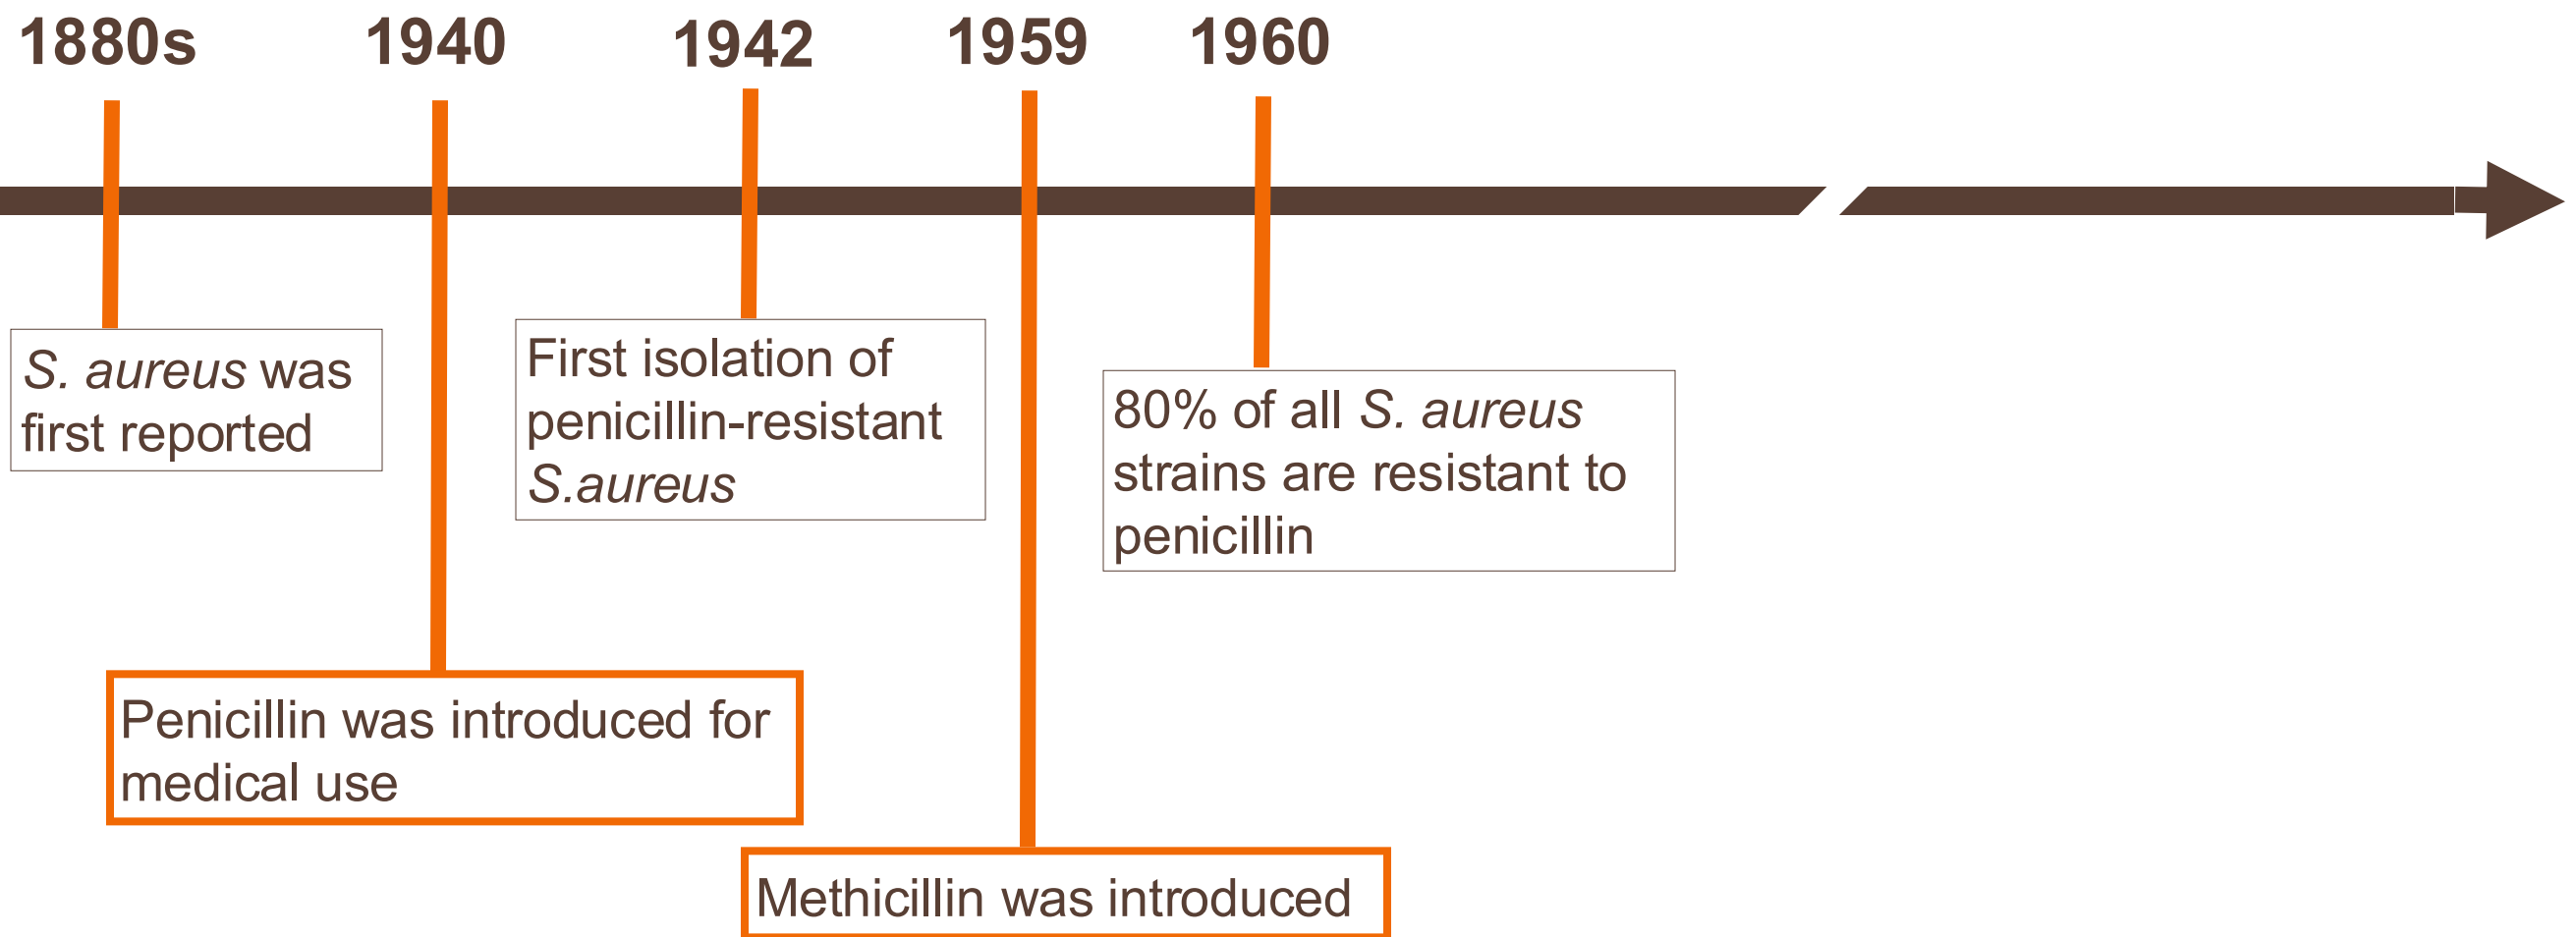 1880s
1940
1942
1959
1960
S. aureus was
first reported
First isolation of
penicillin-resistant
S.aureus
80% of all S. aureus
strains are resistant to
penicillin
Penicillin was introduced for
medical use
Methicillin was introduced